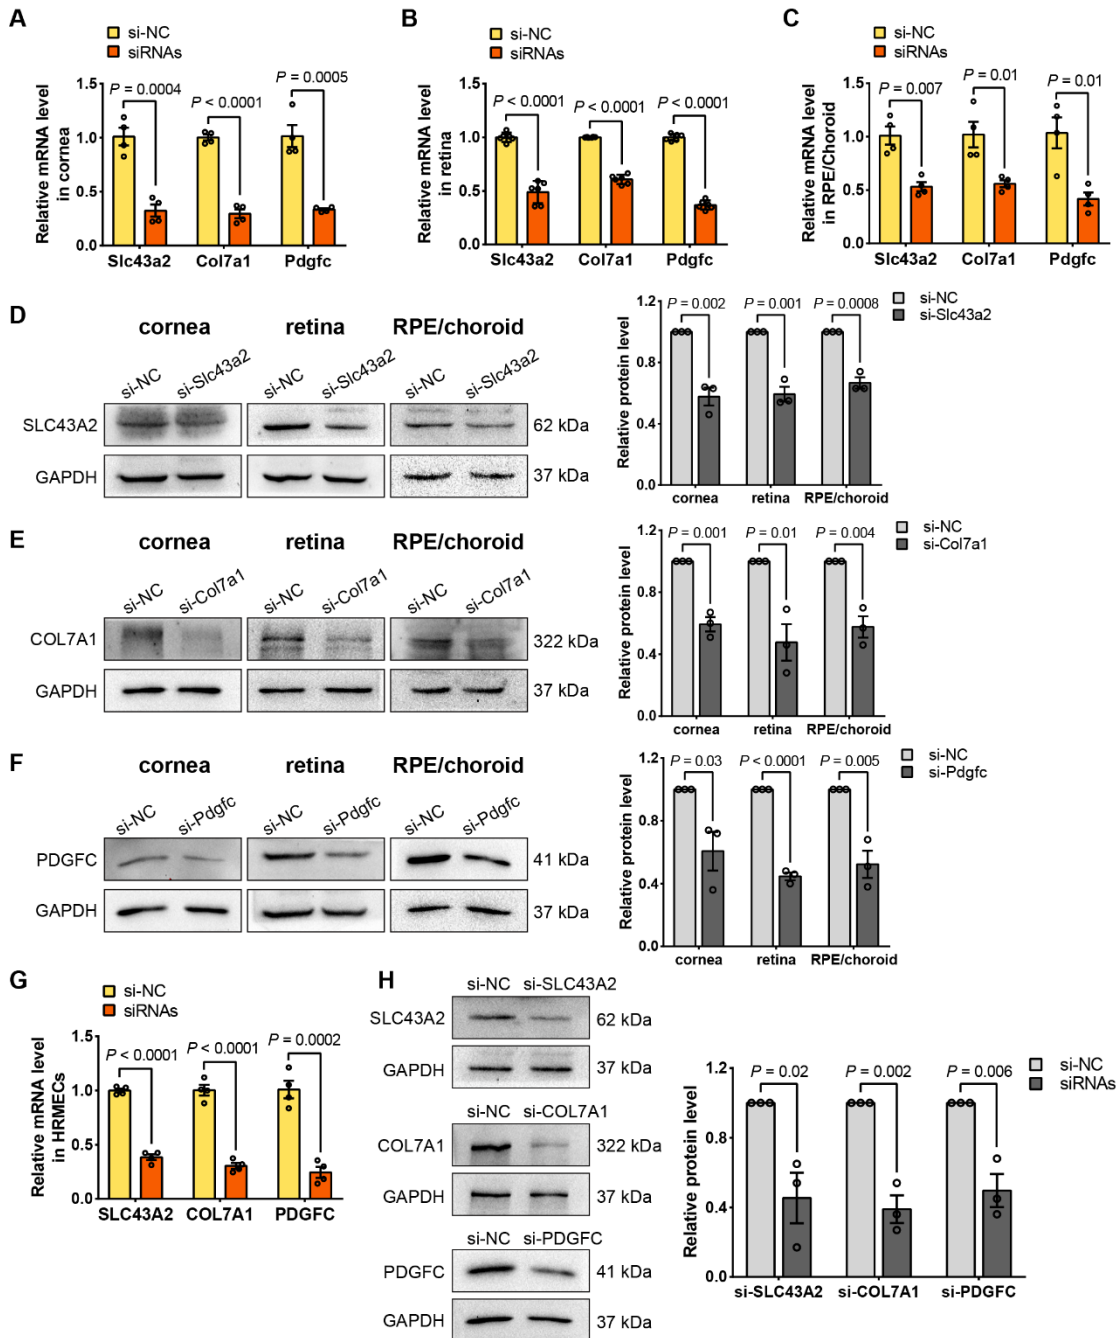 A
si-NC
siRNAs
Relative mRNA level
in cornea
1.5
1.0
0.5
0.0
P = 0.0004
P < 0.0001
P = 0.0005
Slc43a2 Col7a1 Pdgfc
B
si-NC
siRNAs
Relative mRNA level
in retina
1.5
1.0
0.5
0.0
P < 0.0001
P < 0.0001
P < 0.0001
Slc43a2 Col7a1 Pdgfc
C
si-NC
siRNAs
Relative mRNA level
in RPE/Choroid
1.5
1.0
0.5
0.0
P = 0.007
P = 0.01
P = 0.01
Slc43a2 Col7a1 Pdgfc
D
cornea retina RPE/choroid
si-NC si-Slc43a2 si-NC si-Slc43a2 si-NC si-Slc43a2
SLC43A2 62 kDa
GAPDH 37 kDa
si-NC
si-Slc43a2
Relative protein level
1.2
0.8
0.4
0.0
P = 0.002
P = 0.001
P = 0.0008
cornea retina RPE/choroid
E
cornea retina RPE/choroid
si-NC si-Col7a1 si-NC si-Col7a1 si-NC si-Col7a1
COL7A1 322 kDa
GAPDH 37 kDa
si-NC
si-Col7a1
Relative protein level
1.2
0.8
0.4
0.0
P = 0.001
P = 0.01
P = 0.004
cornea retina RPE/choroid
F
cornea retina RPE/choroid
si-NC si-Pdgfc si-NC si-Pdgfc si-NC si-Pdgfc
PDGFC 41 kDa
GAPDH 37 kDa
si-NC
si-Pdgfc
Relative protein level
1.2
0.8
0.4
0.0
P = 0.03
P < 0.0001
P = 0.005
cornea retina RPE/choroid
G
si-NC
siRNAs
Relative mRNA level
in HRMECs
1.5
1.0
0.5
0.0
P < 0.0001
P < 0.0001
P = 0.0002
SLC43A2 COL7A1 PDGFC
H
si-NC si-SLC43A2
SLC43A2 62 kDa
GAPDH 37 kDa
si-NC si-COL7A1
COL7A1 322 kDa
GAPDH 37 kDa
si-NC si-PDGFC
PDGFC 41 kDa
GAPDH 37 kDa
si-NC
siRNAs
Relative protein level
1.2
0.8
0.4
0.0
P = 0.02
P = 0.002
P = 0.006
si-SLC43A2 si-COL7A1 si-PDGFC